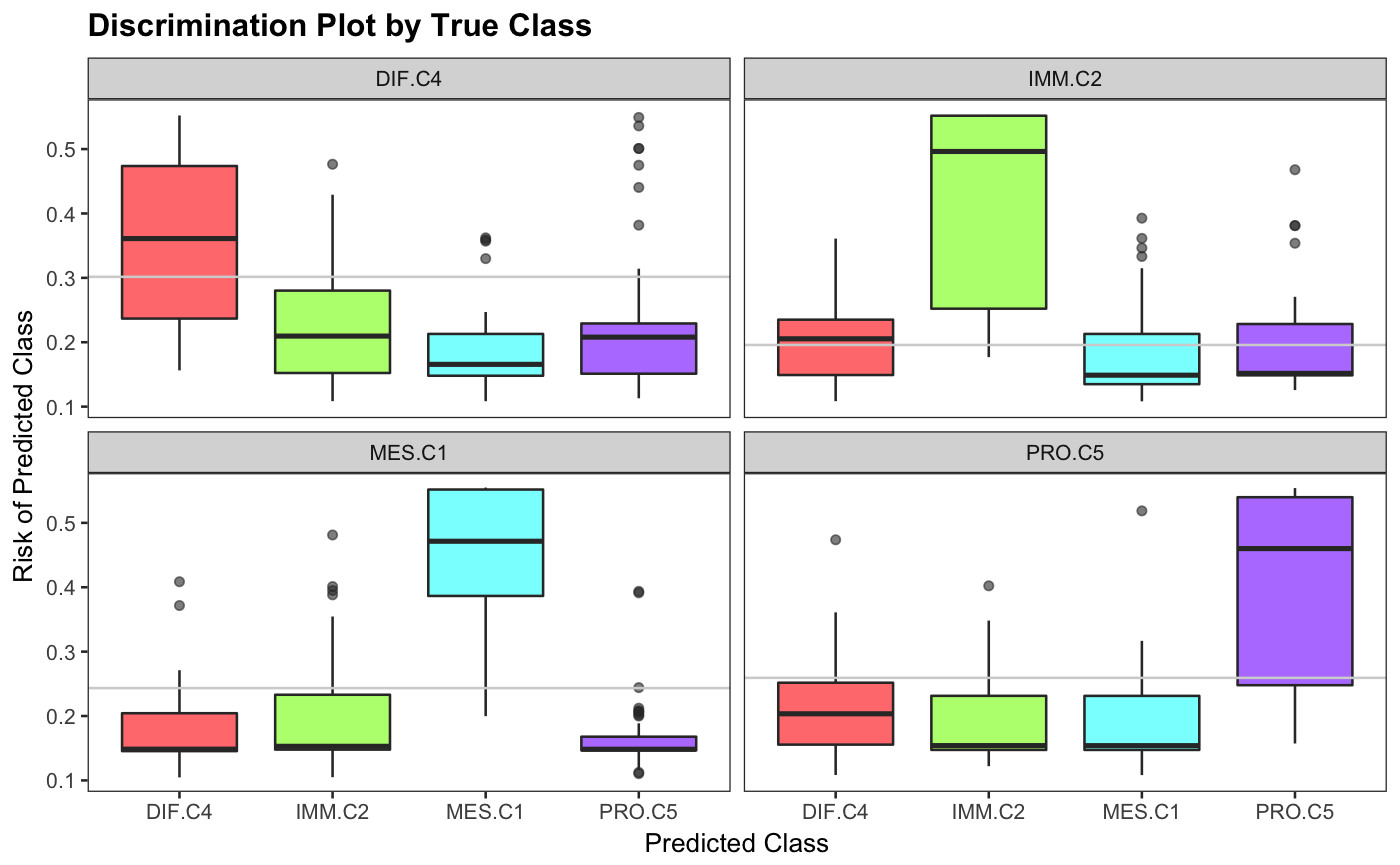 Discrimination Plot by True Class
DIF.C4
IMM.C2
0.5
0.4
0.3
0.2
0.1
MES.C1
PRO.C5
0.5
0.4
0.3
0.2
0.1
Risk of Predicted Class
DIF.C4 IMM.C2 MES.C1 PRO.C5
DIF.C4 IMM.C2 MES.C1 PRO.C5
Predicted Class